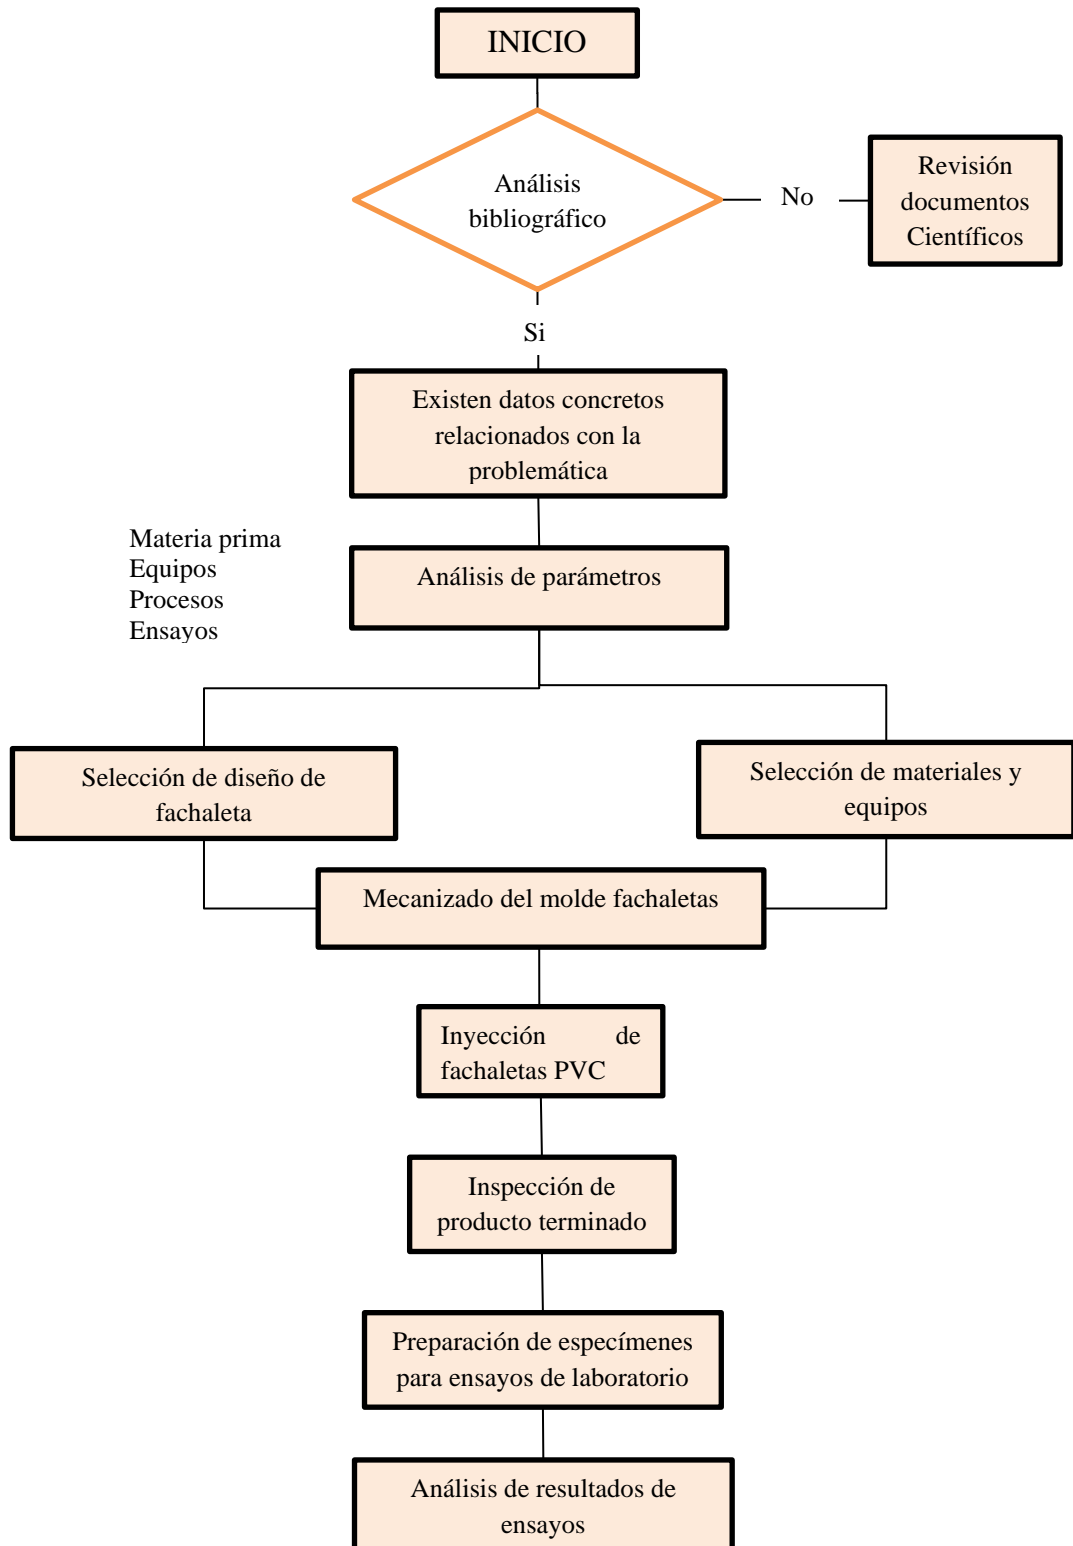 INICIO
Análisis
bibliográfico
No
Revisión
documentos
Científicos
Si
Existen datos concretos
relacionados con la
problemática
Materia prima
Equipos
Procesos
Ensayos
Análisis de parámetros
Selección de diseño de
fachaleta
Selección de materiales y
equipos
Mecanizado del molde fachaletas
Inyección de
fachaletas PVC
Inspección de
producto terminado
Preparación de especímenes
para ensayos de laboratorio
Análisis de resultados de
ensayos